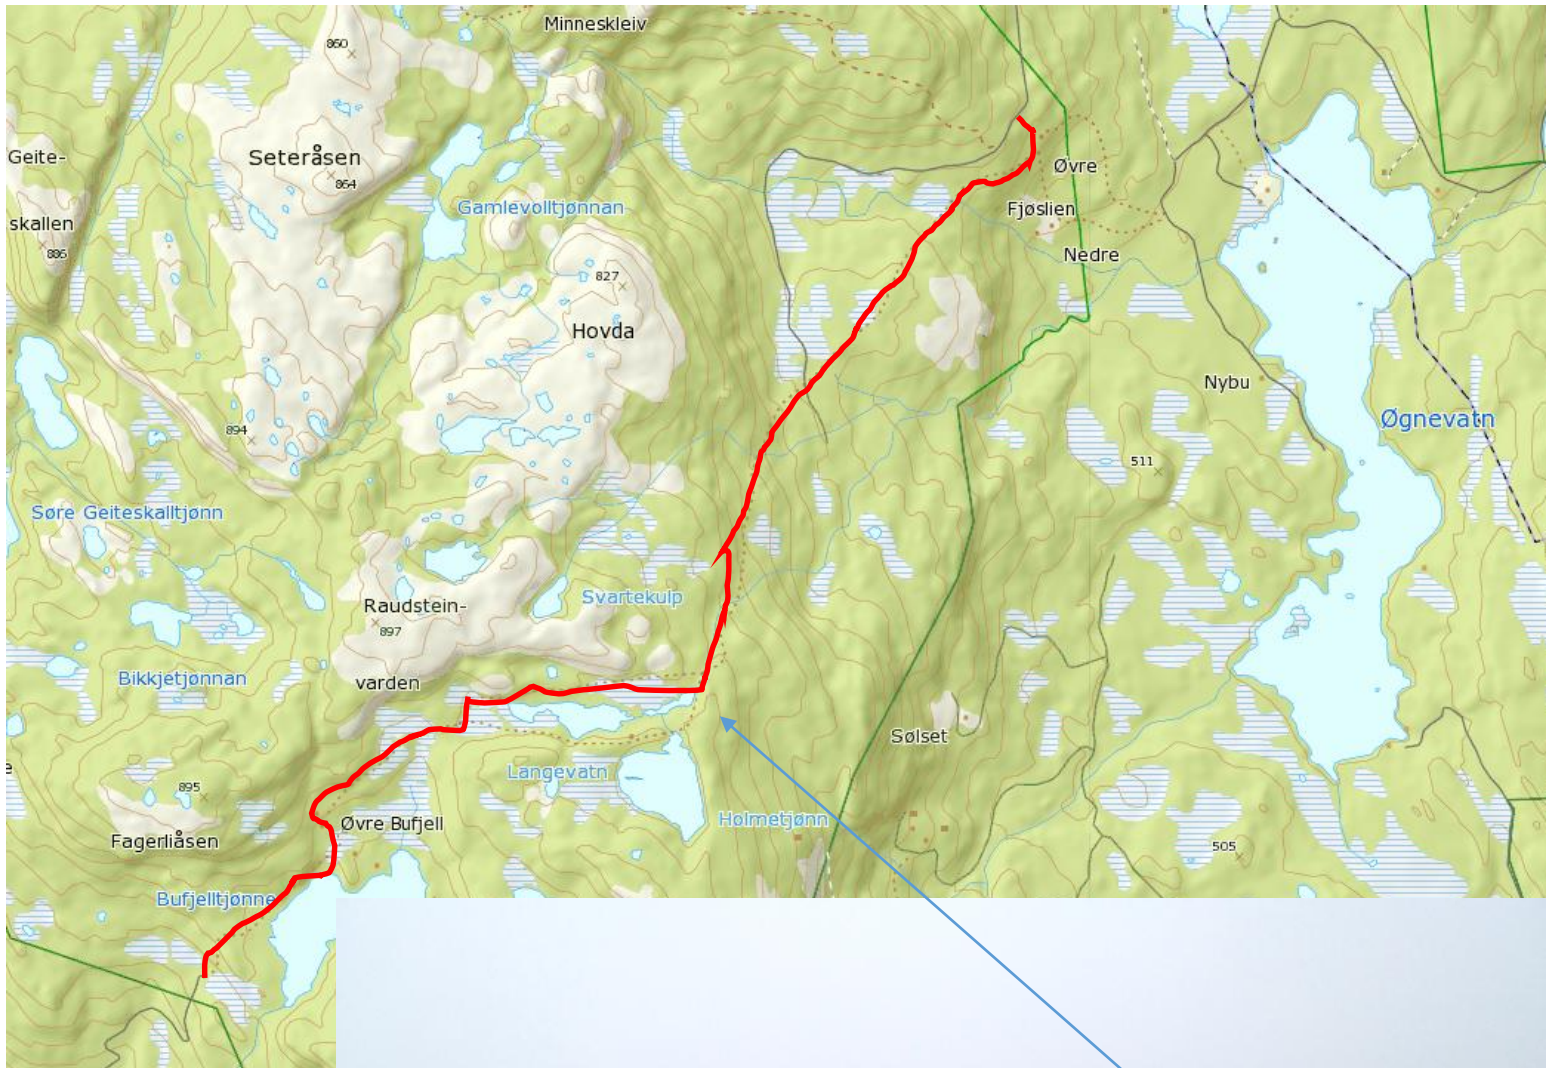 Minneskleiv
860
Geite-
Seteråsen
Øvre
864
Gamlevolltjønnan
Fjøslien
skallen
886
Nedre
827
Hovda
Nybu
Øgnevatn
894
511
Søre Geiteskalltjønn
Svartekulp
Raudstein-
897
Bikkjetjønnan
varden
Sølset
e
Langevatn
895
Holmetjønn
Øvre Bufjell
Fagerliåsen
505
Bufjelltjønne